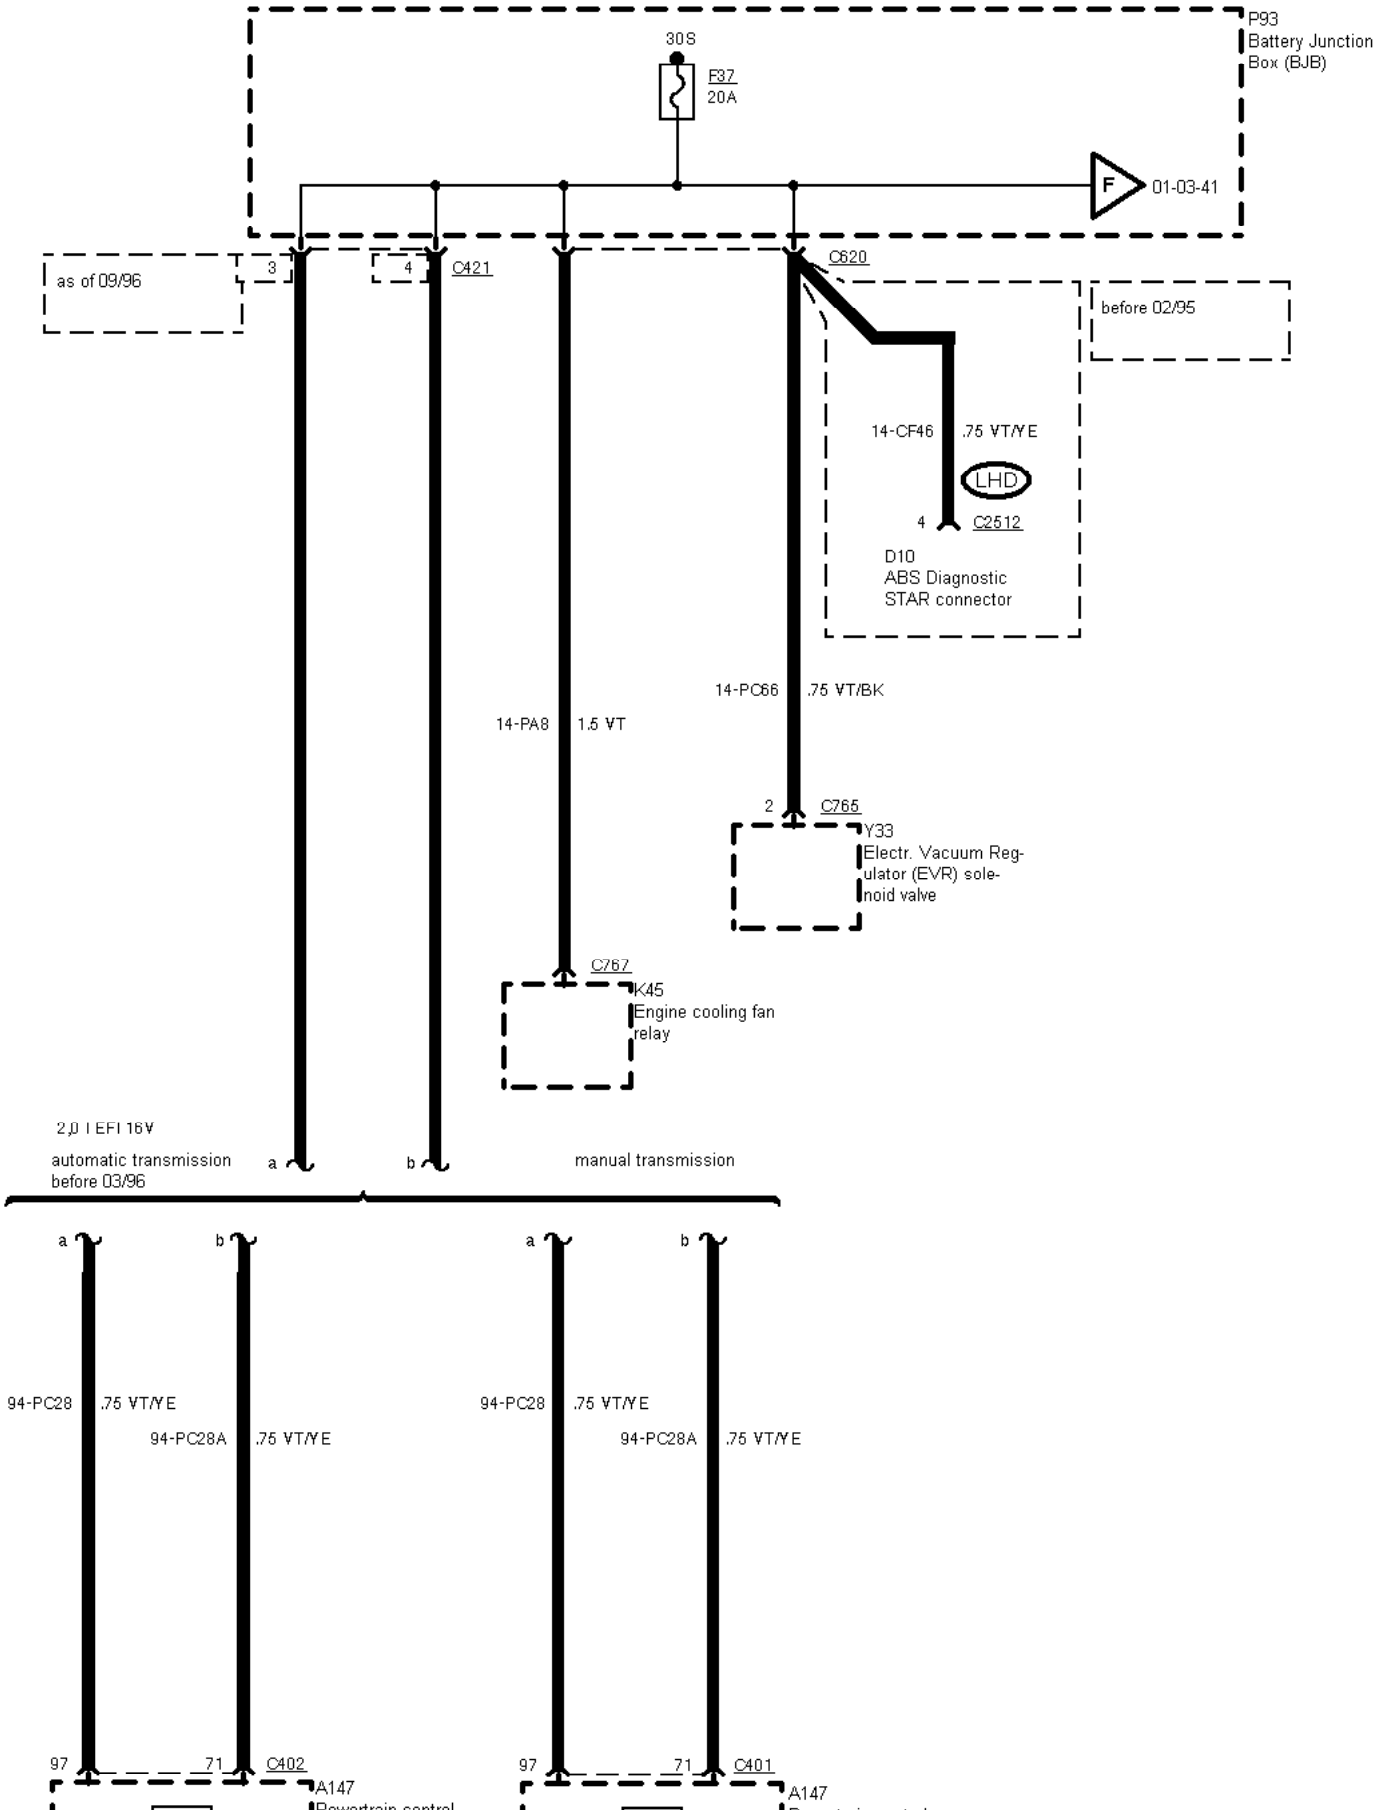 P93
Battery Junction
Box (BJB)
30S
F37
20A
F
01-03-41
as of 09/96
3
4
C421
C620
before 02/95
14-CF46
.75 VT/YE
LHD
4
C2512
D10
ABS Diagnostic
STAR connector
14-PC66
.75 VT/BK
14-PA8
1.5 VT
2
C765
Y33
Electr. Vacuum Reg-
ulator (EVR) sole-
noid valve
C767
K45
Engine cooling fan
relay
2,0 l EFI 16V
automatic transmission
before 03/96
a
b
manual transmission
a
b
a
b
94-PC28
.75 VT/YE
94-PC28
.75 VT/YE
94-PC28A
.75 VT/YE
94-PC28A
.75 VT/YE
97
71
C402
97
71
C401
A147
Powertrain control
A147